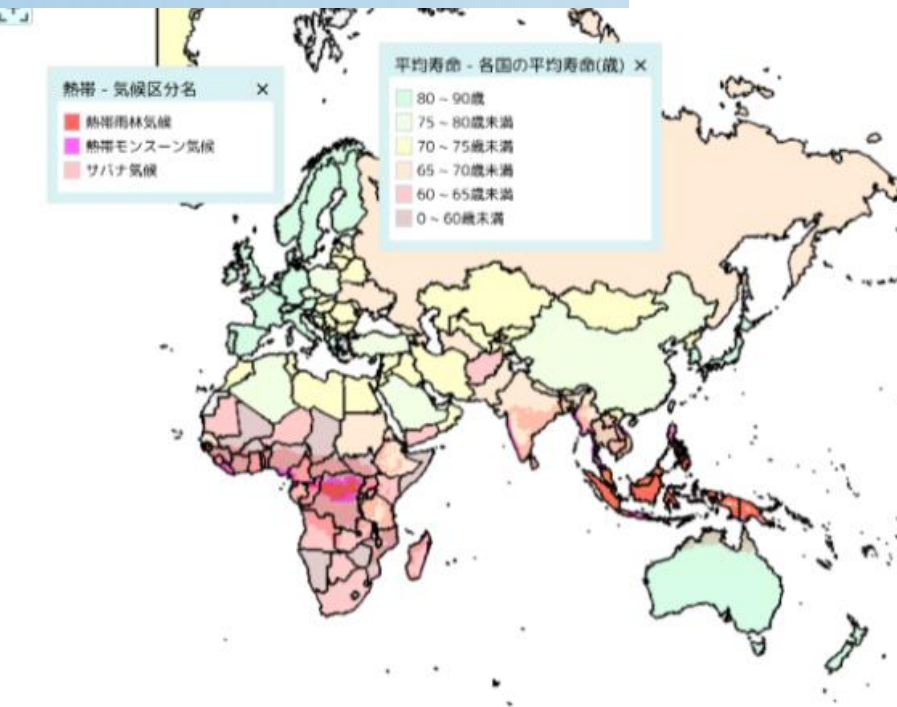 熱帯 - 気候区分名 ×
熱帯雨林気候
熱帯モンスーン気候
サバナ気候
平均寿命 - 各国の平均寿命(歳) ×
80 ~ 90歳
75 ~ 80歳未満
70 ~ 75歳未満
65 ~ 70歳未満
60 ~ 65歳未満
0 ~ 60歳未満